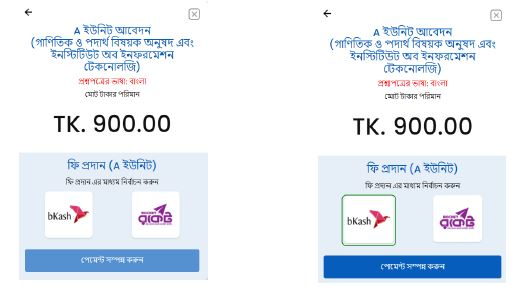 A ইউনিট আবেদন
(গাণিতিক ও পদার্থ বিষয়ক অনুষদ এবং
ইনস্টিটিউট অব ইনফরমেশন
টেকনোলজি)
প্রশ্নপত্রের ভাষা: বাংলা
মোট টাকার পরিমান
TK. 900.00
ফি প্রদান (A ইউনিট)
ফি প্রদান এর মাধ্যম নির্বাচন করুন
bKash
রকেট
পেমেন্ট সম্পন্ন করুন
A ইউনিট আবেদন
(গাণিতিক ও পদার্থ বিষয়ক অনুষদ এবং
ইনস্টিটিউট অব ইনফরমেশন
টেকনোলজি)
প্রশ্নপত্রের ভাষা: বাংলা
মোট টাকার পরিমান
TK. 900.00
ফি প্রদান (A ইউনিট)
ফি প্রদান এর মাধ্যম নির্বাচন করুন
bKash
রকেট
পেমেন্ট সম্পন্ন করুন